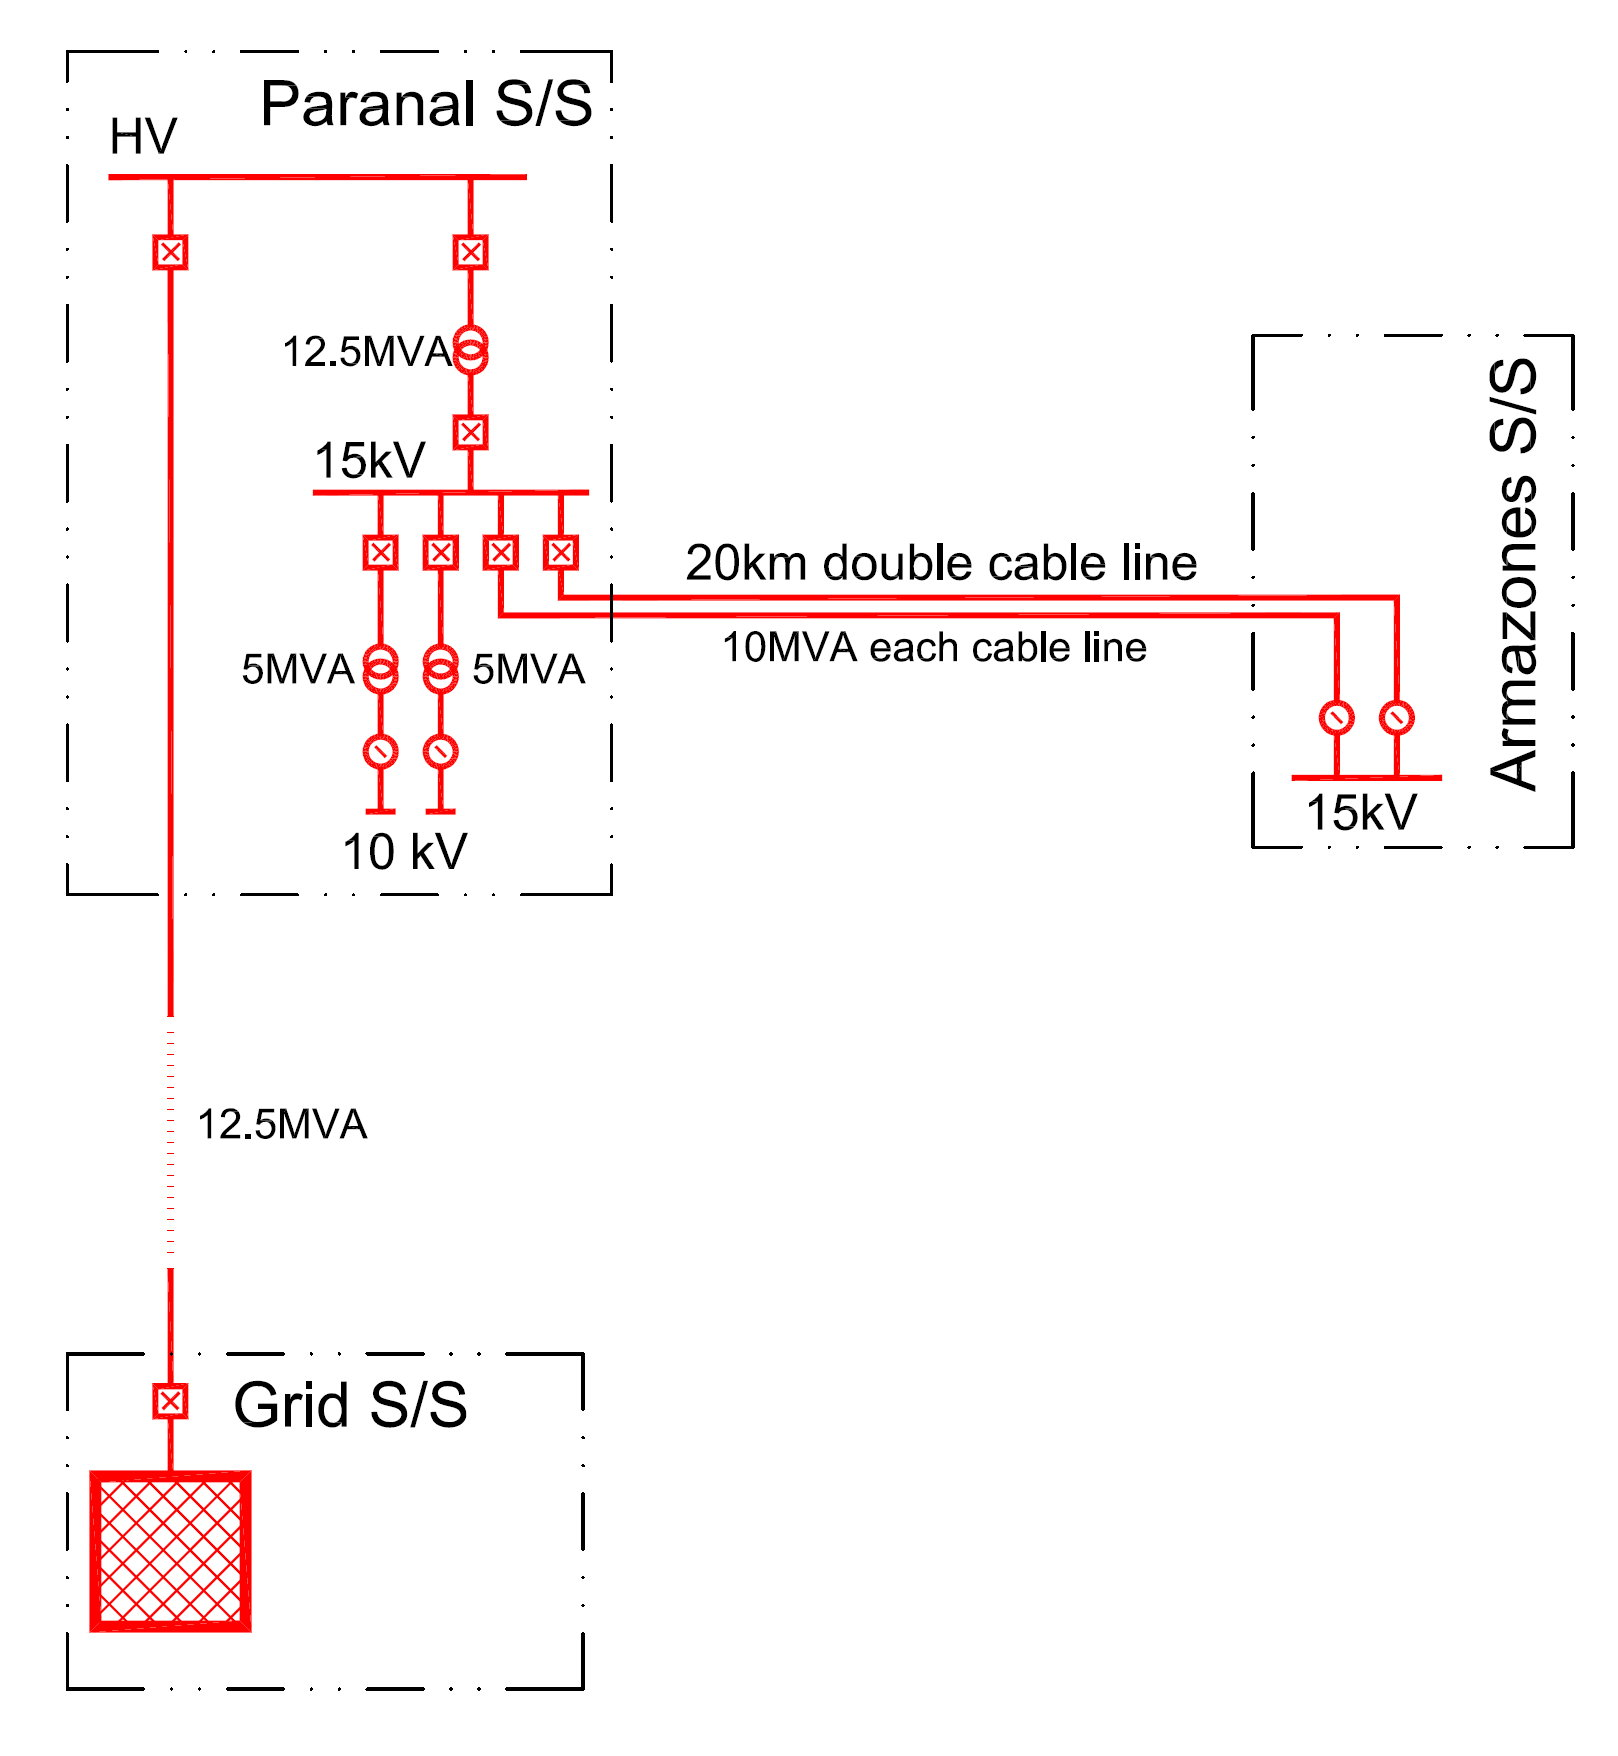 Paranal S/S
HV
12.5MVA
15kV
20km double cable line
10MVA each cable line
5MVA
5MVA
10 kV
Armazones S/S
15kV
12.5MVA
Grid S/S